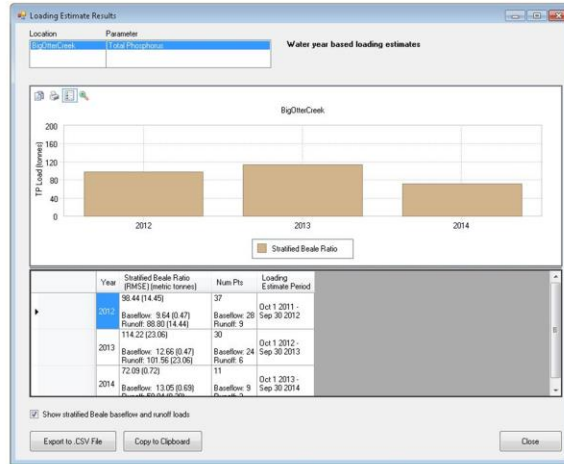 Loading Estimate Results
Location Parameter
BigOtterCreek Total Phosphorus
Water year based loading estimates
BigOtterCreek
TP Load (tonnes)
200
160
120
80
40
0
2012 2013 2014
Stratified Beale Ratio
Year Stratified Beale Ratio (RMSE) (metric tonnes) Num Pts Loading Estimate Period
2012 98.44 (14.45) 37 Oct 1 2011 - Sep 30 2012
Baseflow: 9.64 (0.47) Baseflow: 28
Runoff: 88.80 (14.44) Runoff: 9
2013 114.22 (23.06) 30 Oct 1 2012 - Sep 30 2013
Baseflow: 12.66 (0.47) Baseflow: 24
Runoff: 101.56 (23.06) Runoff: 6
2014 72.09 (0.72) 11 Oct 1 2013 - Sep 30 2014
Baseflow: 13.05 (0.69) Baseflow: 9
Show stratified Beale baseflow and runoff loads
Export to .CSV File Copy to Clipboard Close